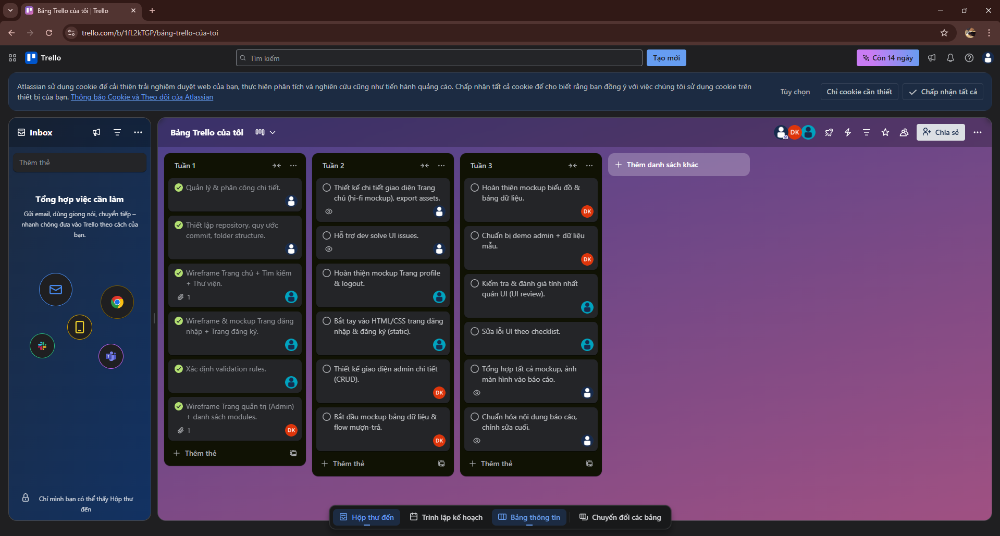 Bảng Trello của tôi | Trello
trello.com/b/1fL2kTGP/bảng-trello-của-toi
Trello
Tìm kiếm
Tạo mới
Còn 14 ngày
Atlassian sử dụng cookie để cải thiện trải nghiệm duyệt web của bạn, thực hiện phân tích và nghiên cứu cũng như tiến hành quảng cáo. Chấp nhận tất cả cookie để cho biết rằng bạn đồng ý với việc chúng tôi sử dụng cookie trên
thiết bị của bạn. Thông báo Cookie và Theo dõi của Atlassian
Tùy chọn
Chỉ cookie cần thiết
Chấp nhận tất cả
Inbox
Thêm thẻ
Tổng hợp việc cần làm
Gửi email, dùng giọng nói, chuyển tiếp –
nhanh chóng đưa vào Trello theo cách của
bạn.
Chỉ mình bạn có thể thấy Hộp thư
đến
Bảng Trello của tôi
DK
Chia sẻ
Tuần 1
Quản lý & phân công chi tiết.
Thiết lập repository, quy ước
commit, folder structure.
Wireframe Trang chủ + Tìm kiếm
+ Thư viện.
1
Wireframe & mockup Trang đăng
nhập + Trang đăng ký.
Xác định validation rules.
Wireframe Trang quản trị (Admin)
+ danh sách modules.
1
DK
Thêm thẻ
Tuần 2
Thiết kế chi tiết giao diện Trang
chủ (hi-fi mockup), export assets.
Hỗ trợ dev solve UI issues.
Hoàn thiện mockup Trang profile
& logout.
Bắt tay vào HTML/CSS trang đăng
nhập & đăng ký (static).
Thiết kế giao diện admin chi tiết
(CRUD).
DK
Bắt đầu mockup bảng dữ liệu &
flow mượn-trả.
DK
Thêm thẻ
Tuần 3
Hoàn thiện mockup biểu đồ &
bảng dữ liệu.
DK
Chuẩn bị demo admin + dữ liệu
mẫu.
DK
Kiểm tra & đánh giá tính nhất
quán UI (UI review).
Sửa lỗi UI theo checklist.
Tổng hợp tất cả mockup, ảnh
màn hình vào báo cáo.
Chuẩn hóa nội dung báo cáo,
chỉnh sửa cuối.
Thêm thẻ
Thêm danh sách khác
Hộp thư đến
Trình lập kế hoạch
Bảng thông tin
Chuyển đổi các bảng